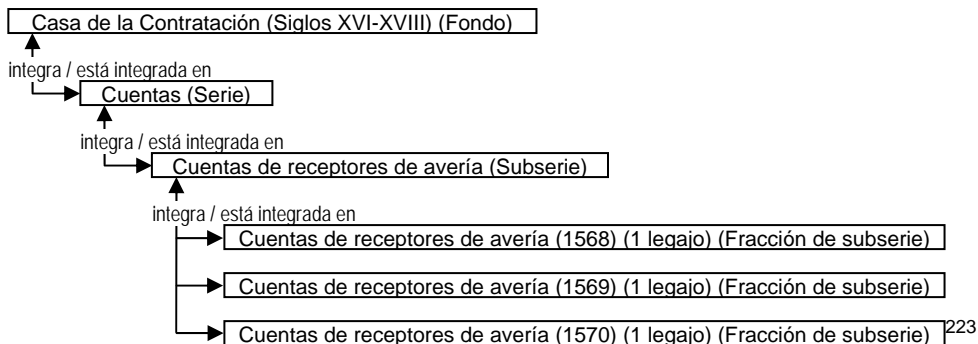 Casa de la Contratación (Siglos XVI-XVIII) (Fondo)
integra / está integrada en
Cuentas (Serie)
integra / está integrada en
Cuentas de receptores de avería (Subserie)
integra / está integrada en
Cuentas de receptores de avería (1568) (1 legajo) (Fracción de subserie)
Cuentas de receptores de avería (1569) (1 legajo) (Fracción de subserie)
Cuentas de receptores de avería (1570) (1 legajo) (Fracción de subserie) 223